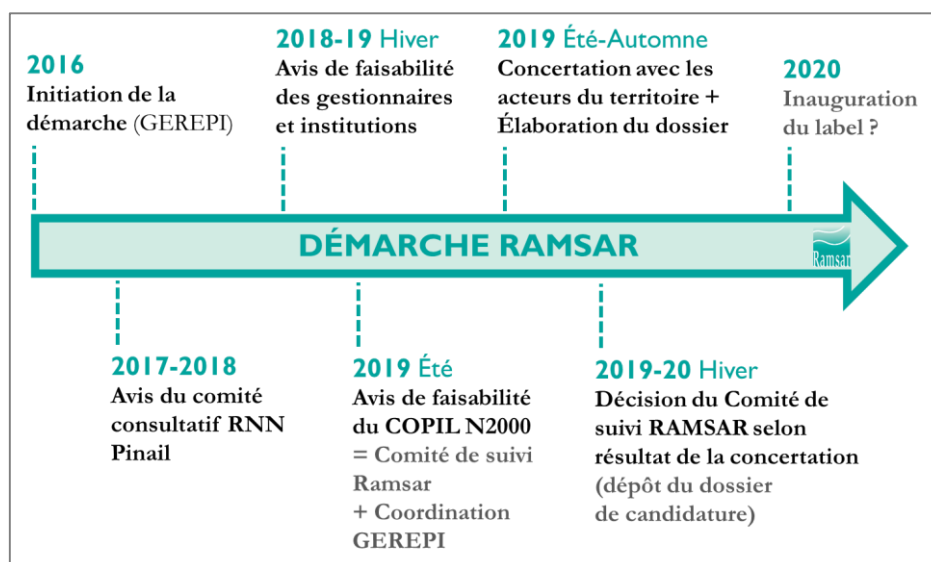 2016
Initiation de la
démarche (GEREPI)
2018-19 Hiver
Avis de faisabilité
des gestionnaires
et institutions
2019 Été-Automne
Concertation avec les
acteurs du territoire +
Élaboration du dossier
2020
Inauguration
du label ?
DÉMARCHE RAMSAR
Ramsar
2017-2018
Avis du comité
consultatif RNN
Pinail
2019 Été
Avis de faisabilité
du COPIL N2000
= Comité de suivi
Ramsar
+ Coordination
GEREPI
2019-20 Hiver
Décision du Comité de
suivi RAMSAR selon
résultat de la concertation
(dépôt du dossier
de candidature)